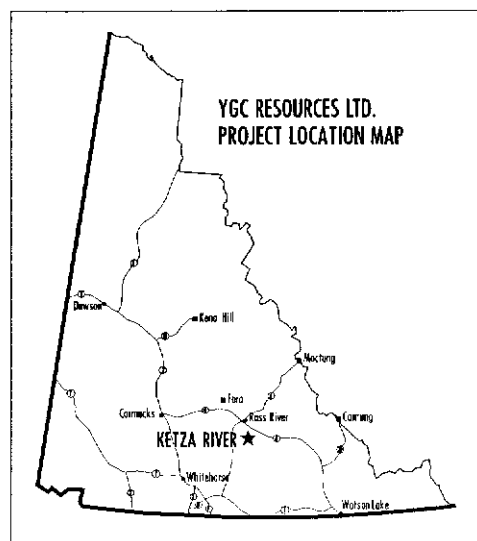 YGC RESOURCES LTD.
PROJECT LOCATION MAP
Dawson
Keno Hill
Mactung
Faro
Carmacks
Ross River
Cantung
KETZA RIVER
Whitehorse
Watson Lake